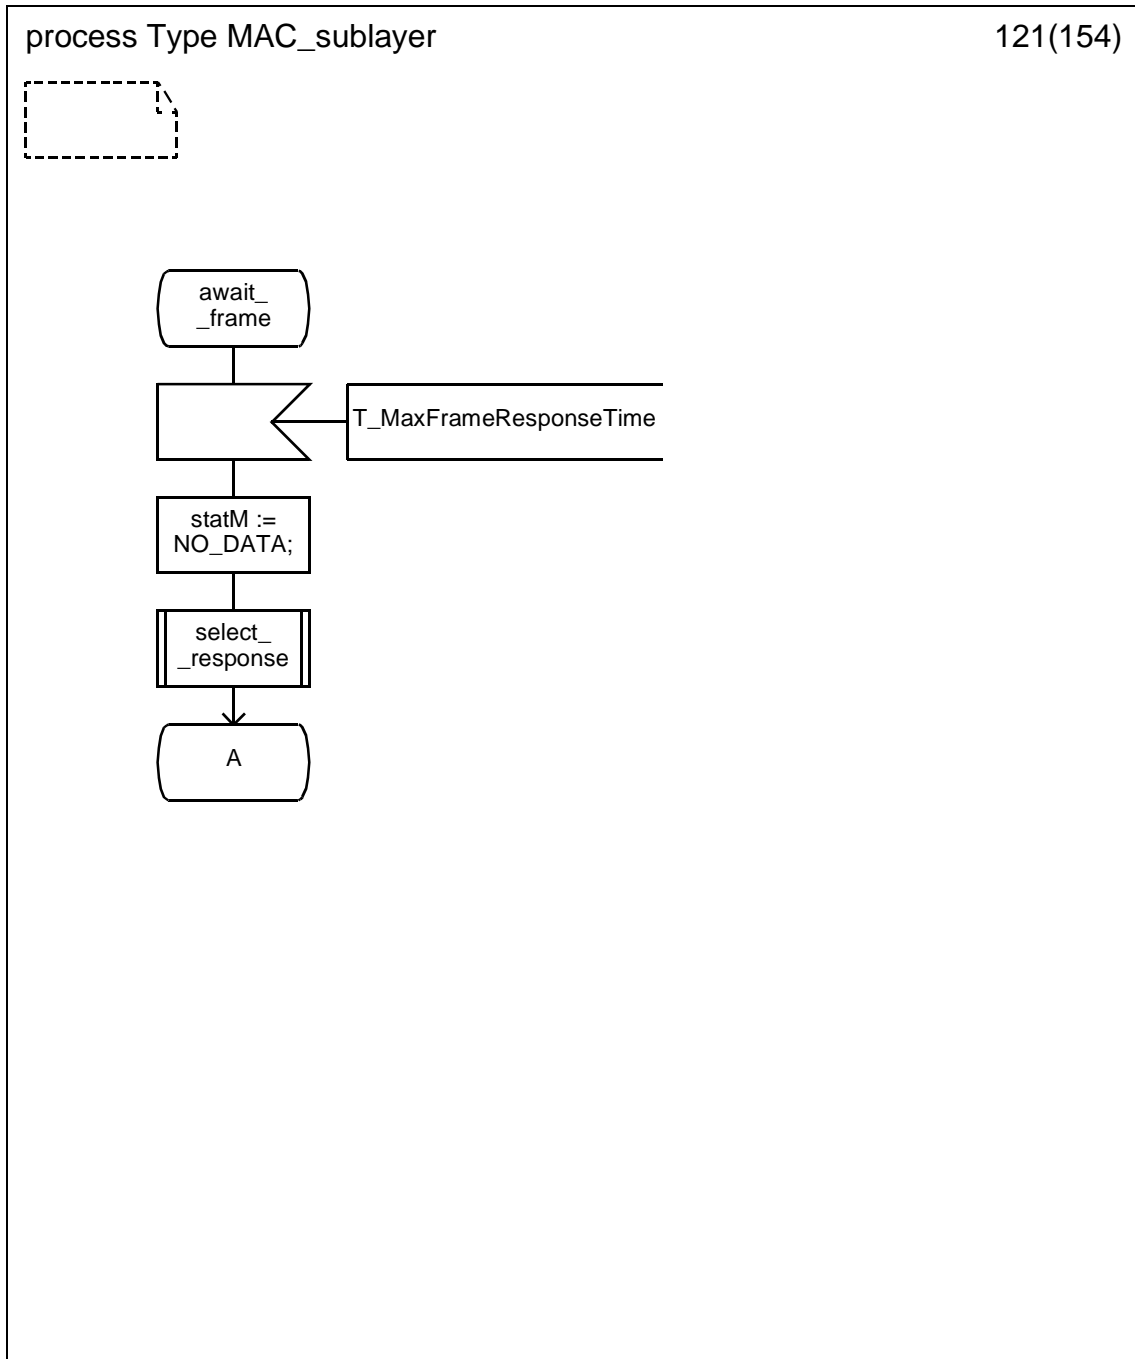 process Type MAC_sublayer 121(154)
await_
_frame
T_MaxFrameResponseTime
statM :=
NO_DATA;
select_
_response
A